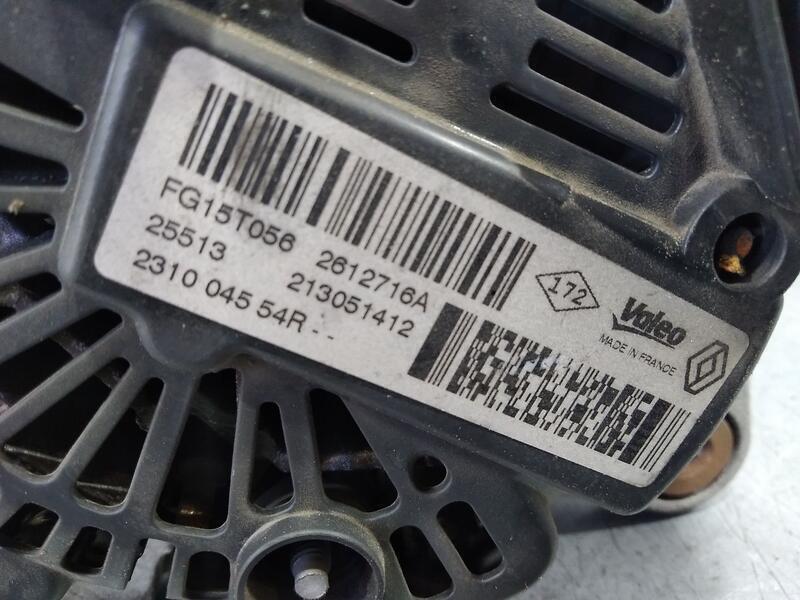 FG15T056 2612716A
25513 213051412
2310 045 54R--
172
Valeo
MADE IN FRANCE